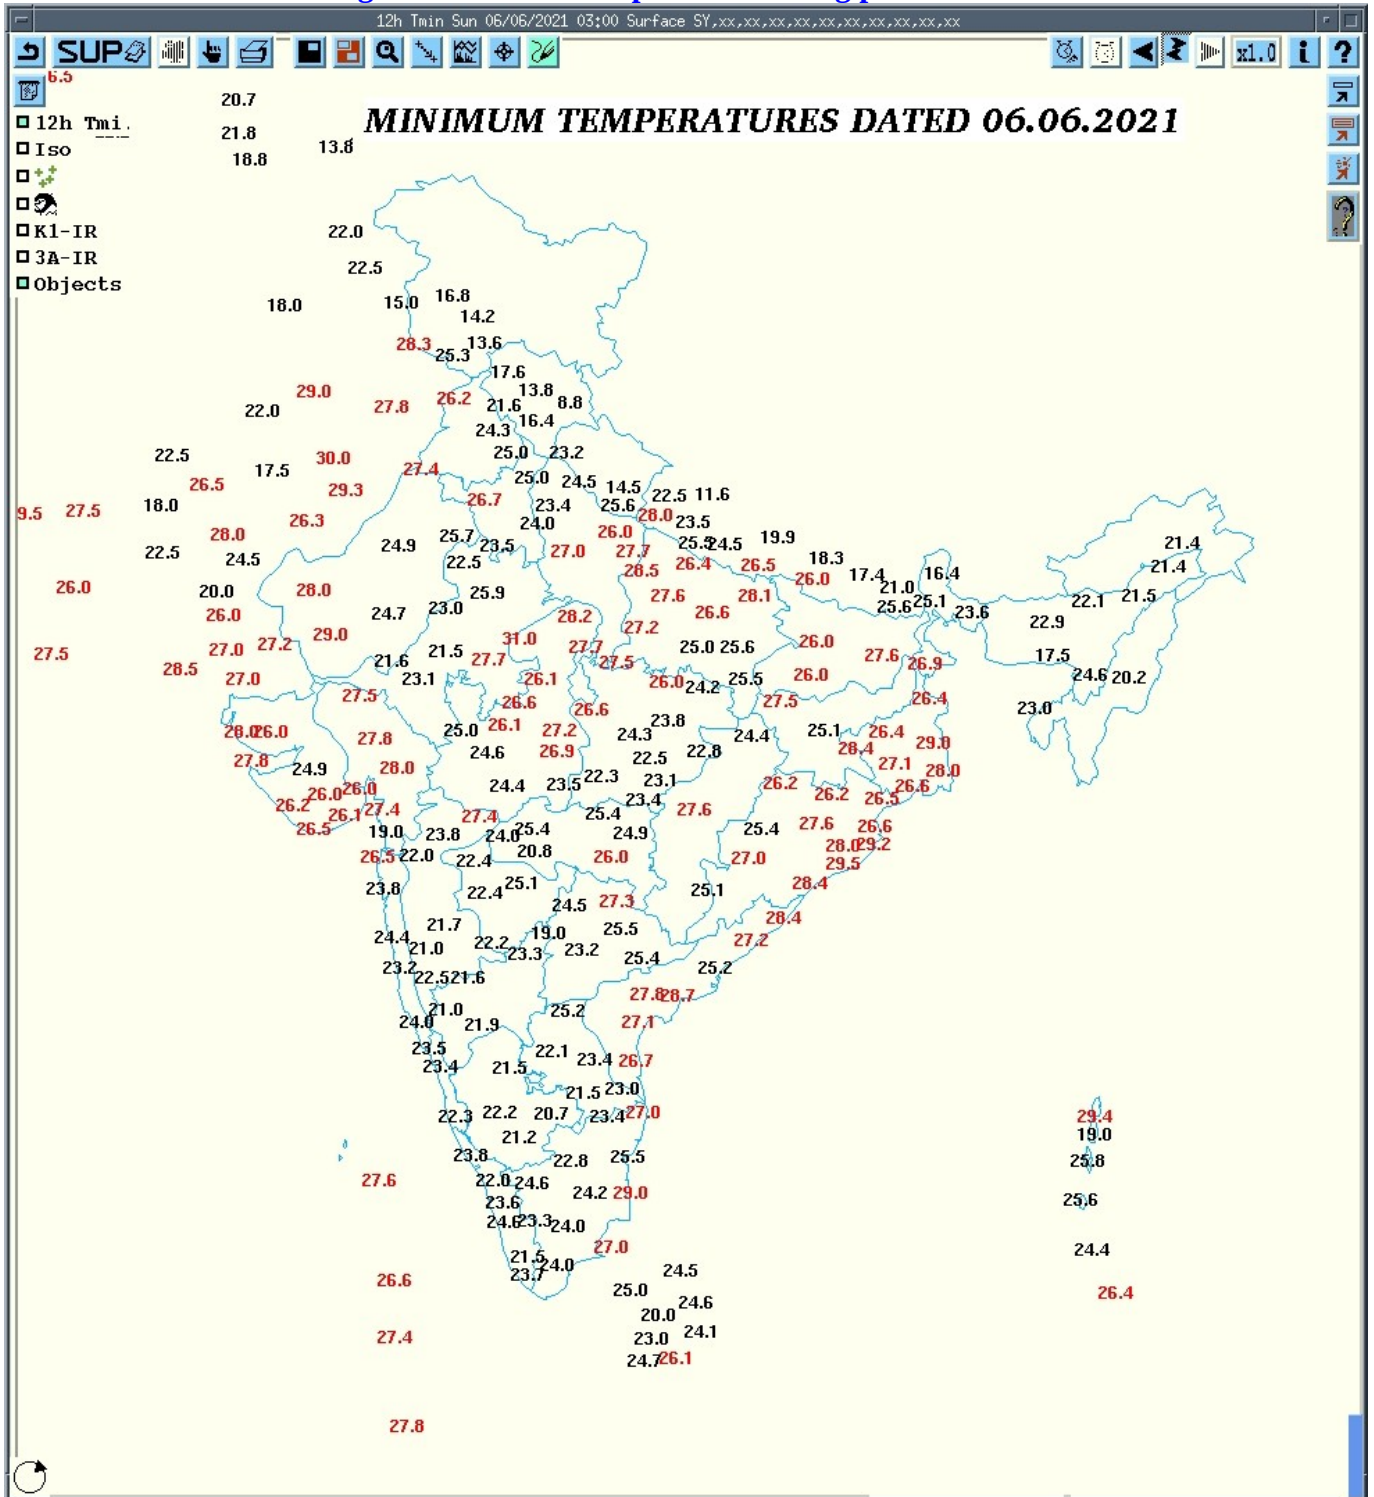 12h Tmin Sun 06/06/2021 03:00 Surface SY,xx,xx,xx,xx,xx,xx,xx,xx,xx,xx
SUP x1.0 i ?
6.5
20.7
MINIMUM TEMPERATURES DATED 06.06.2021
12h Tmi.
21.8
Iso 13.8
18.8
K1-IR 22.0
3A-IR
22.5
Objects
16.8
18.0 15.0
14.2
28.3 13.6
25.3
17.6
29.0 13.8
26.2 8.8
22.0 27.8 21.6
16.4
24.3
22.5 25.0 23.2
30.0
17.5 27.4
25.0 24.5
26.5 29.3 14.5
26.7 22.5 11.6
18.0 23.4 25.6
9.5 27.5 28.0
26.3 24.0 23.5
28.0 25.7 26.0 19.9
24.9 23.5 24.5
22.5 27.0 27.7
24.5 22.5 26.4 26.5 18.3 21.4
28.5 17.4 16.4 21.4
26.0 26.0
20.0 28.0 25.9 27.6 28.1 21.0
21.5
24.7 23.0 26.6 25.6 25.1 22.1
26.0 28.2 23.6
27.2 22.9
29.0 31.0 26.0
27.0 27.2 27.7 25.0 25.6
27.5 21.5 27.6 17.5
28.5 21.6 27.7 27.5 26.9
27.0 23.1 26.1 26.0 24.2 25.5 26.0 24.6 20.2
27.5 26.6 27.5 26.4
26.6 23.0
26.0 25.0 26.1 27.2 23.8 25.1 26.4
27.8 24.3 24.4 29.0
24.6 26.9 22.8 28.4
27.8 24.9 28.0 22.5 27.1 28.0
22.3 23.1
26.0 24.4 23.5 26.2 26.6
26.0 23.4 26.2 26.5
26.2 26.1 27.4 27.4 25.4 27.6
26.5 19.0 23.8 24.0 25.4 24.9 25.4 27.6 26.6
20.8 28.0 29.2
26.5 22.0 22.4 26.0 27.0 29.5
23.8 22.4 25.1 25.1 28.4
24.5 27.3
21.7 19.0 25.5 28.4
24.4 22.2 27.2
21.0 23.3 23.2 25.4
23.2 22.5 21.6 25.2
27.8 28.7
21.0 25.2
24.0 21.9 27.1
23.5 22.1
23.4 21.5 23.4 26.7
21.5 23.0
22.3 22.2 20.7 23.4 27.0 29.4
21.2 19.0
23.8 22.8 25.5 25.8
27.6 22.0 24.6
23.6 24.2 29.0 25.6
24.6 23.3 24.0
27.0 24.4
21.5 24.0
23.7 24.5
26.6 25.0 26.4
24.6
20.0
27.4 23.0 24.1
24.7 26.1
27.8